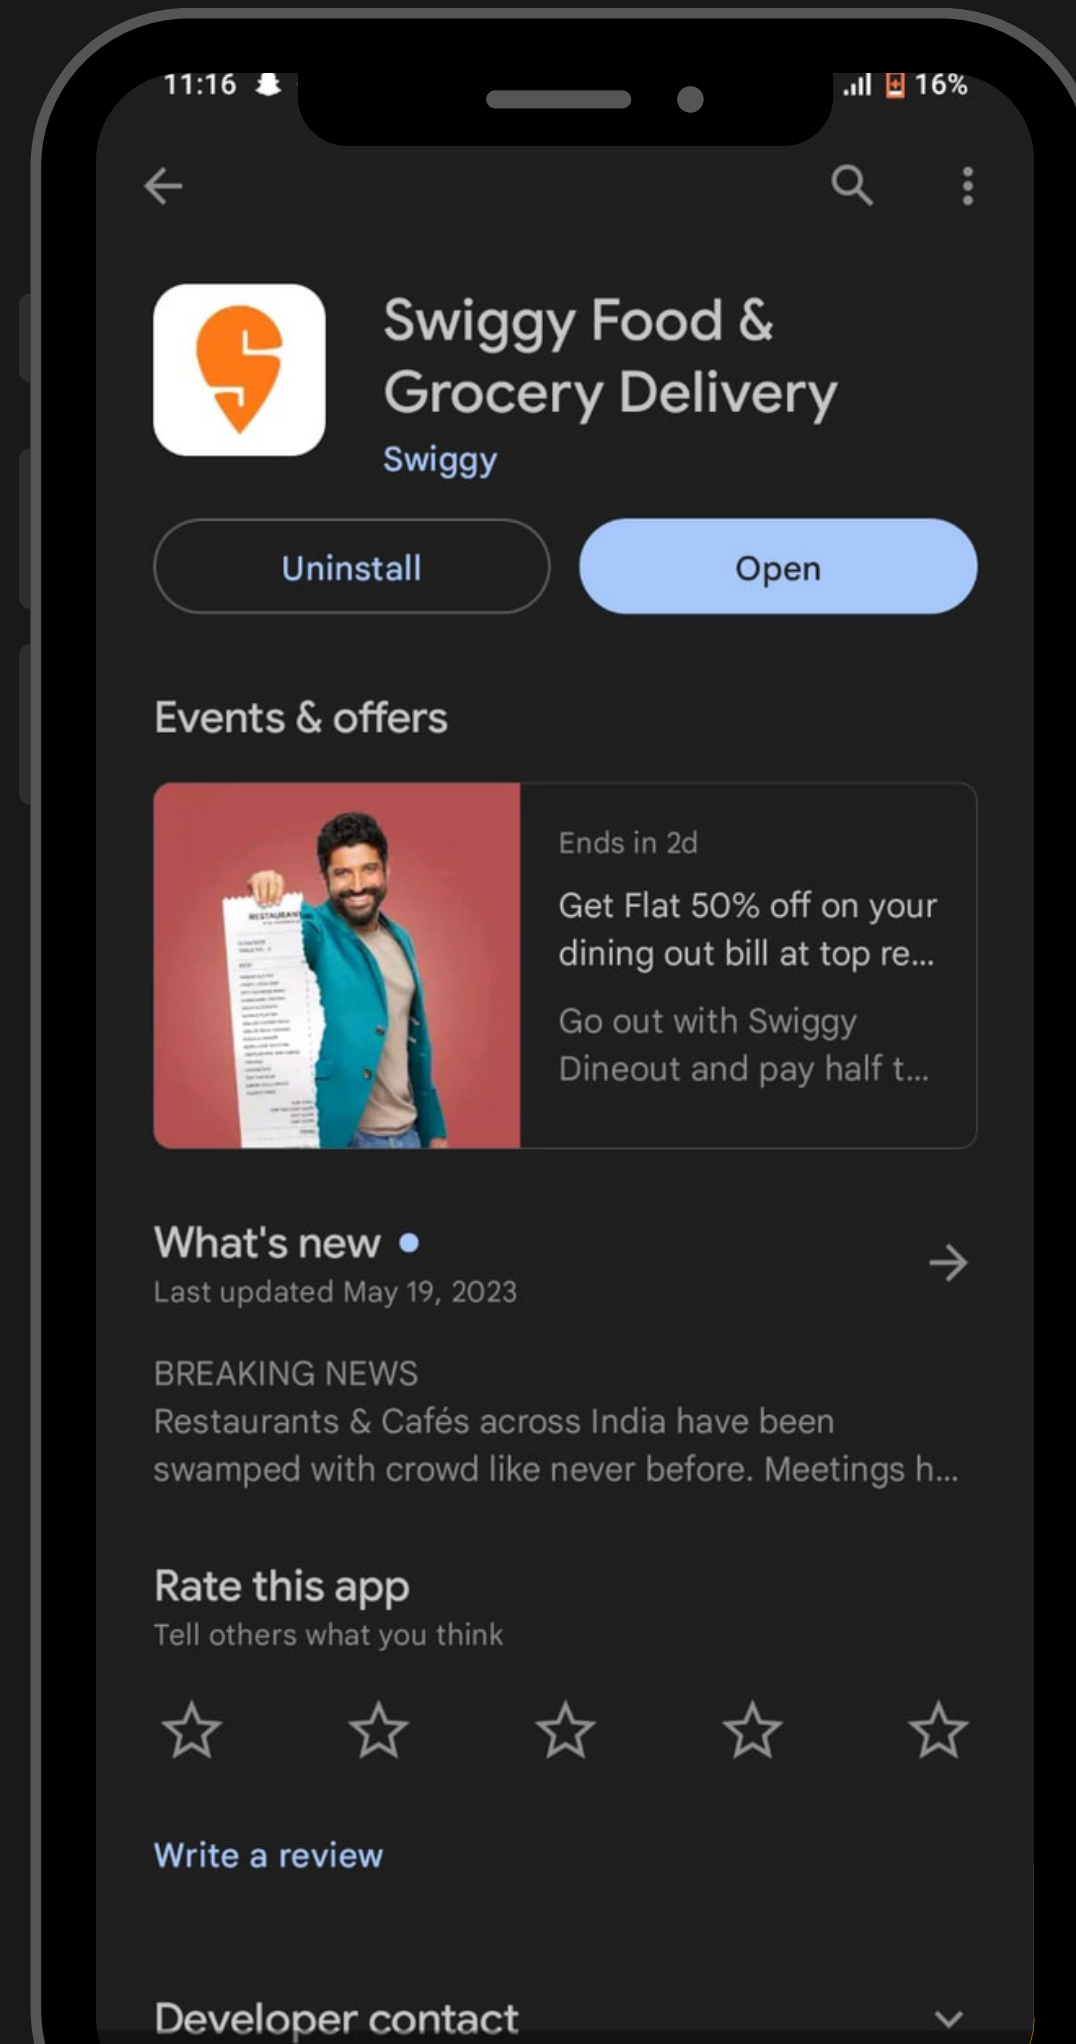 11:16
16%
Swiggy Food &
Grocery Delivery
Swiggy
Uninstall
Open
Events & offers
RESTAURAN
Ends in 2d
Get Flat 50% off on your
dining out bill at top re...
Go out with Swiggy
Dineout and pay half t...
What's new
Last updated May 19, 2023
BREAKING NEWS
Restaurants & Cafés across India have been
swamped with crowd like never before. Meetings h...
Rate this app
Tell others what you think
Write a review
Developer contact